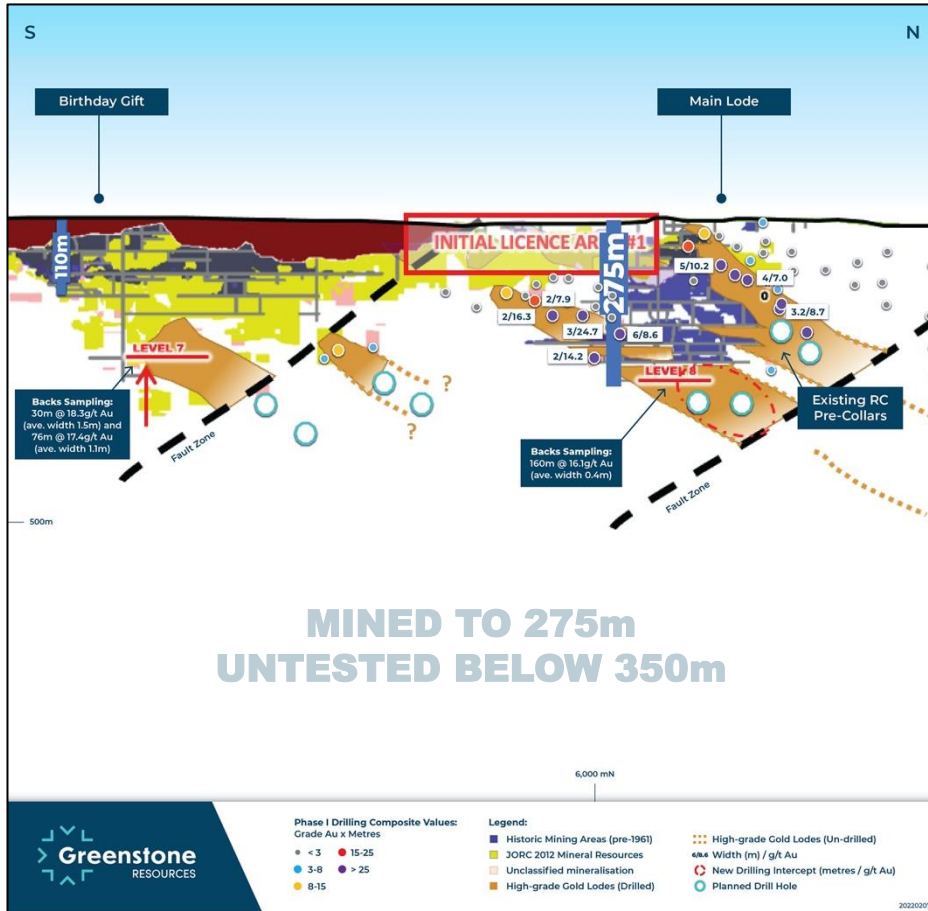 S
N
Birthday Gift
Main Lode
110m
INITIAL LICENCE AR #1
275m
5/10.2
4/7.0
0
3.2/8.7
2/7.9
2/16.3
3/24.7
6/8.6
2/14.2
LEVEL 7
LEVEL 8
?
?
Backs Sampling:
30m @ 18.3g/t Au
(ave. width 1.5m) and
76m @ 17.4g/t Au
(ave. width 1.1m)
Existing RC
Pre-Collars
Backs Sampling:
160m @ 16.1g/t Au
(ave. width 0.4m)
Fault Zone
Fault Zone
500m
MINED TO 275m
UNTESTED BELOW 350m
6,000 mN
Greenstone
RESOURCES
Phase I Drilling Composite Values:
Grade Au x Metres
< 3
3-8
8-15
15-25
> 25
Legend:
Historic Mining Areas (pre-1961)
JORC 2012 Mineral Resources
Unclassified mineralisation
High-grade Gold Lodes (Drilled)
High-grade Gold Lodes (Un-drilled)
6/8.6 Width (m) / g/t Au
New Drilling Intercept (metres / g/t Au)
Planned Drill Hole